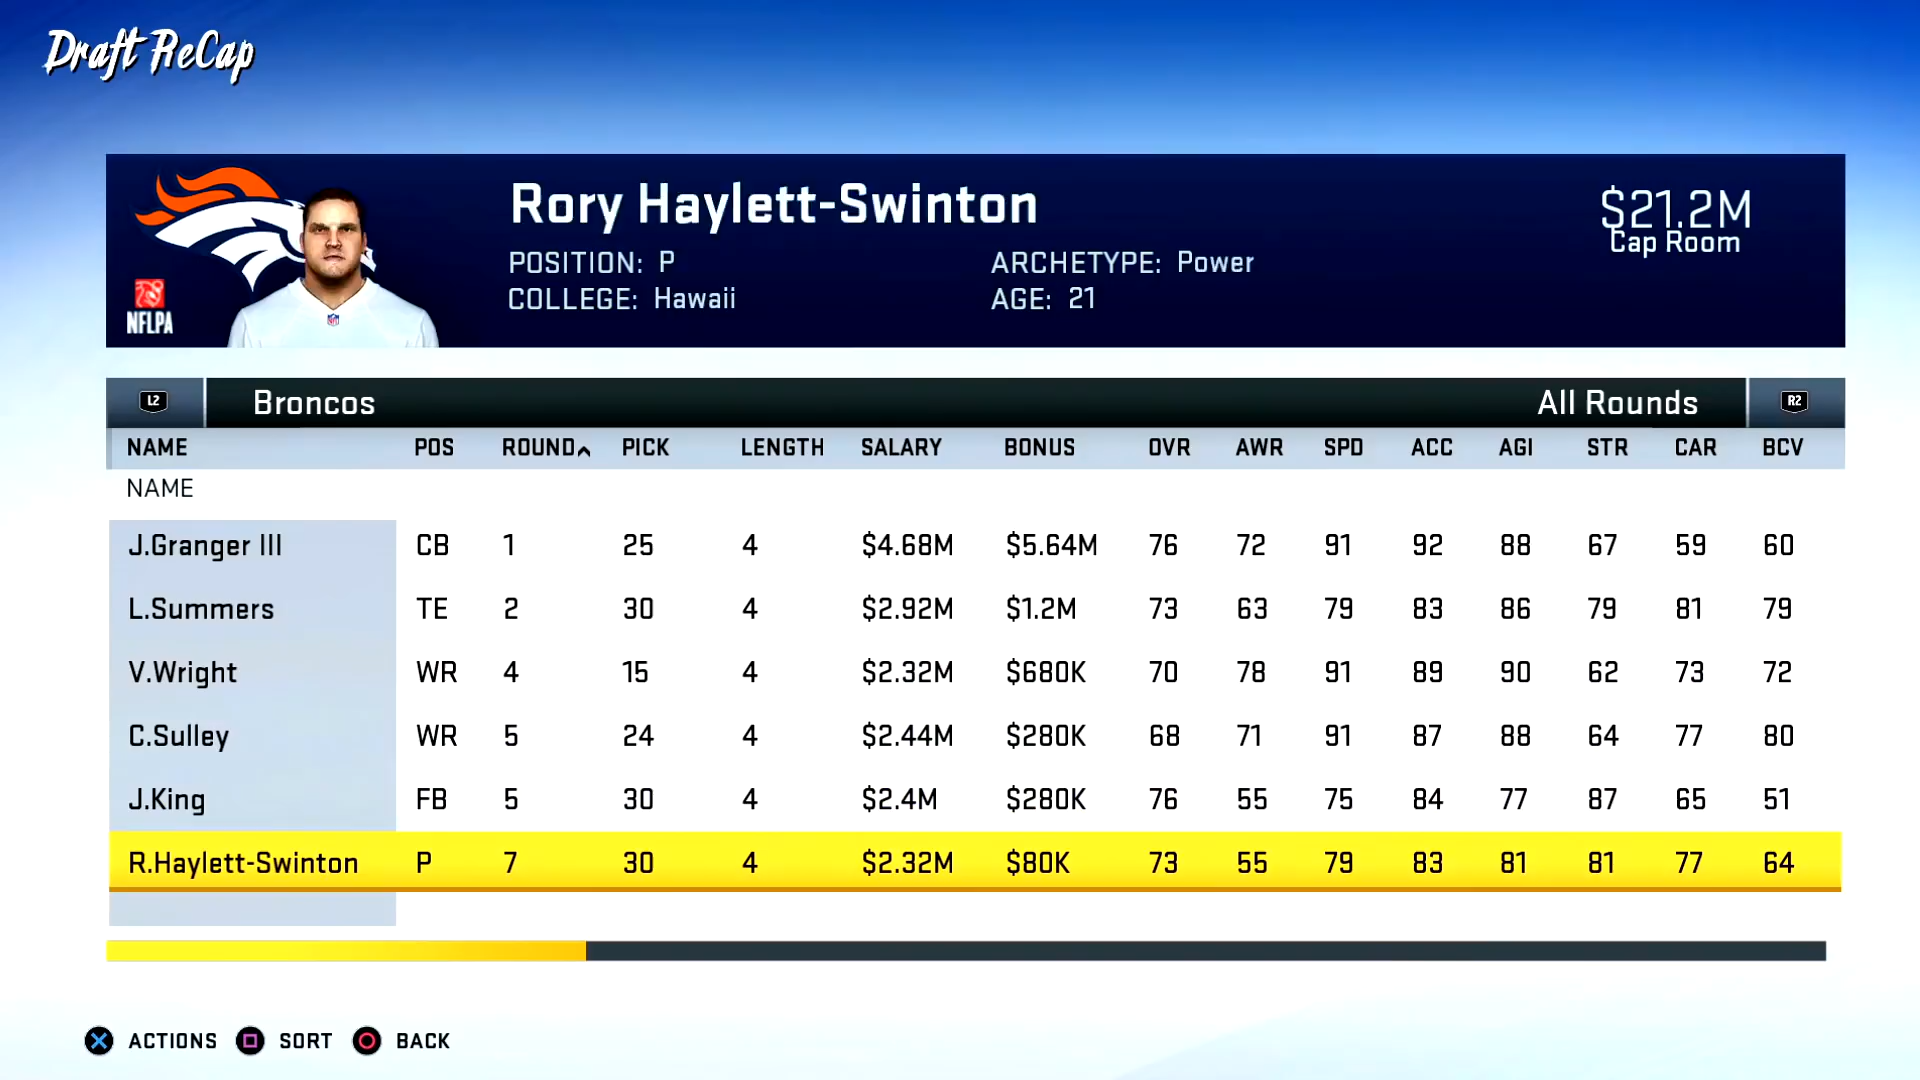 Draft ReCap
Rory Haylett-Swinton
POSITION: P
ARCHETYPE: Power
COLLEGE: Hawaii
AGE: 21
$21.2M
Cap Room
NFLPA
L2 Broncos All Rounds R2
NAME POS ROUND PICK LENGTH SALARY BONUS OVR AWR SPD ACC AGI STR CAR BCV
NAME
J.Granger III CB 1 25 4 $4.68M $5.64M 76 72 91 92 88 67 59 60
L.Summers TE 2 30 4 $2.92M $1.2M 73 63 79 83 86 79 81 79
V.Wright WR 4 15 4 $2.32M $680K 70 78 91 89 90 62 73 72
C.Sulley WR 5 24 4 $2.44M $280K 68 71 91 87 88 64 77 80
J.King FB 5 30 4 $2.4M $280K 76 55 75 84 77 87 65 51
R.Haylett-Swinton P 7 30 4 $2.32M $80K 73 55 79 83 81 81 77 64
ACTIONS SORT BACK